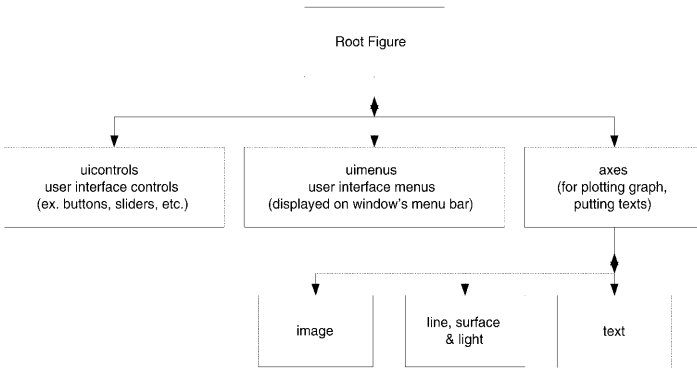 Root Figure
uicontrols
user interface controls
(ex. buttons, sliders, etc.)
uimenus
user interface menus
(displayed on window's menu bar)
axes
(for plotting graph,
putting texts)
image
line, surface
& light
text